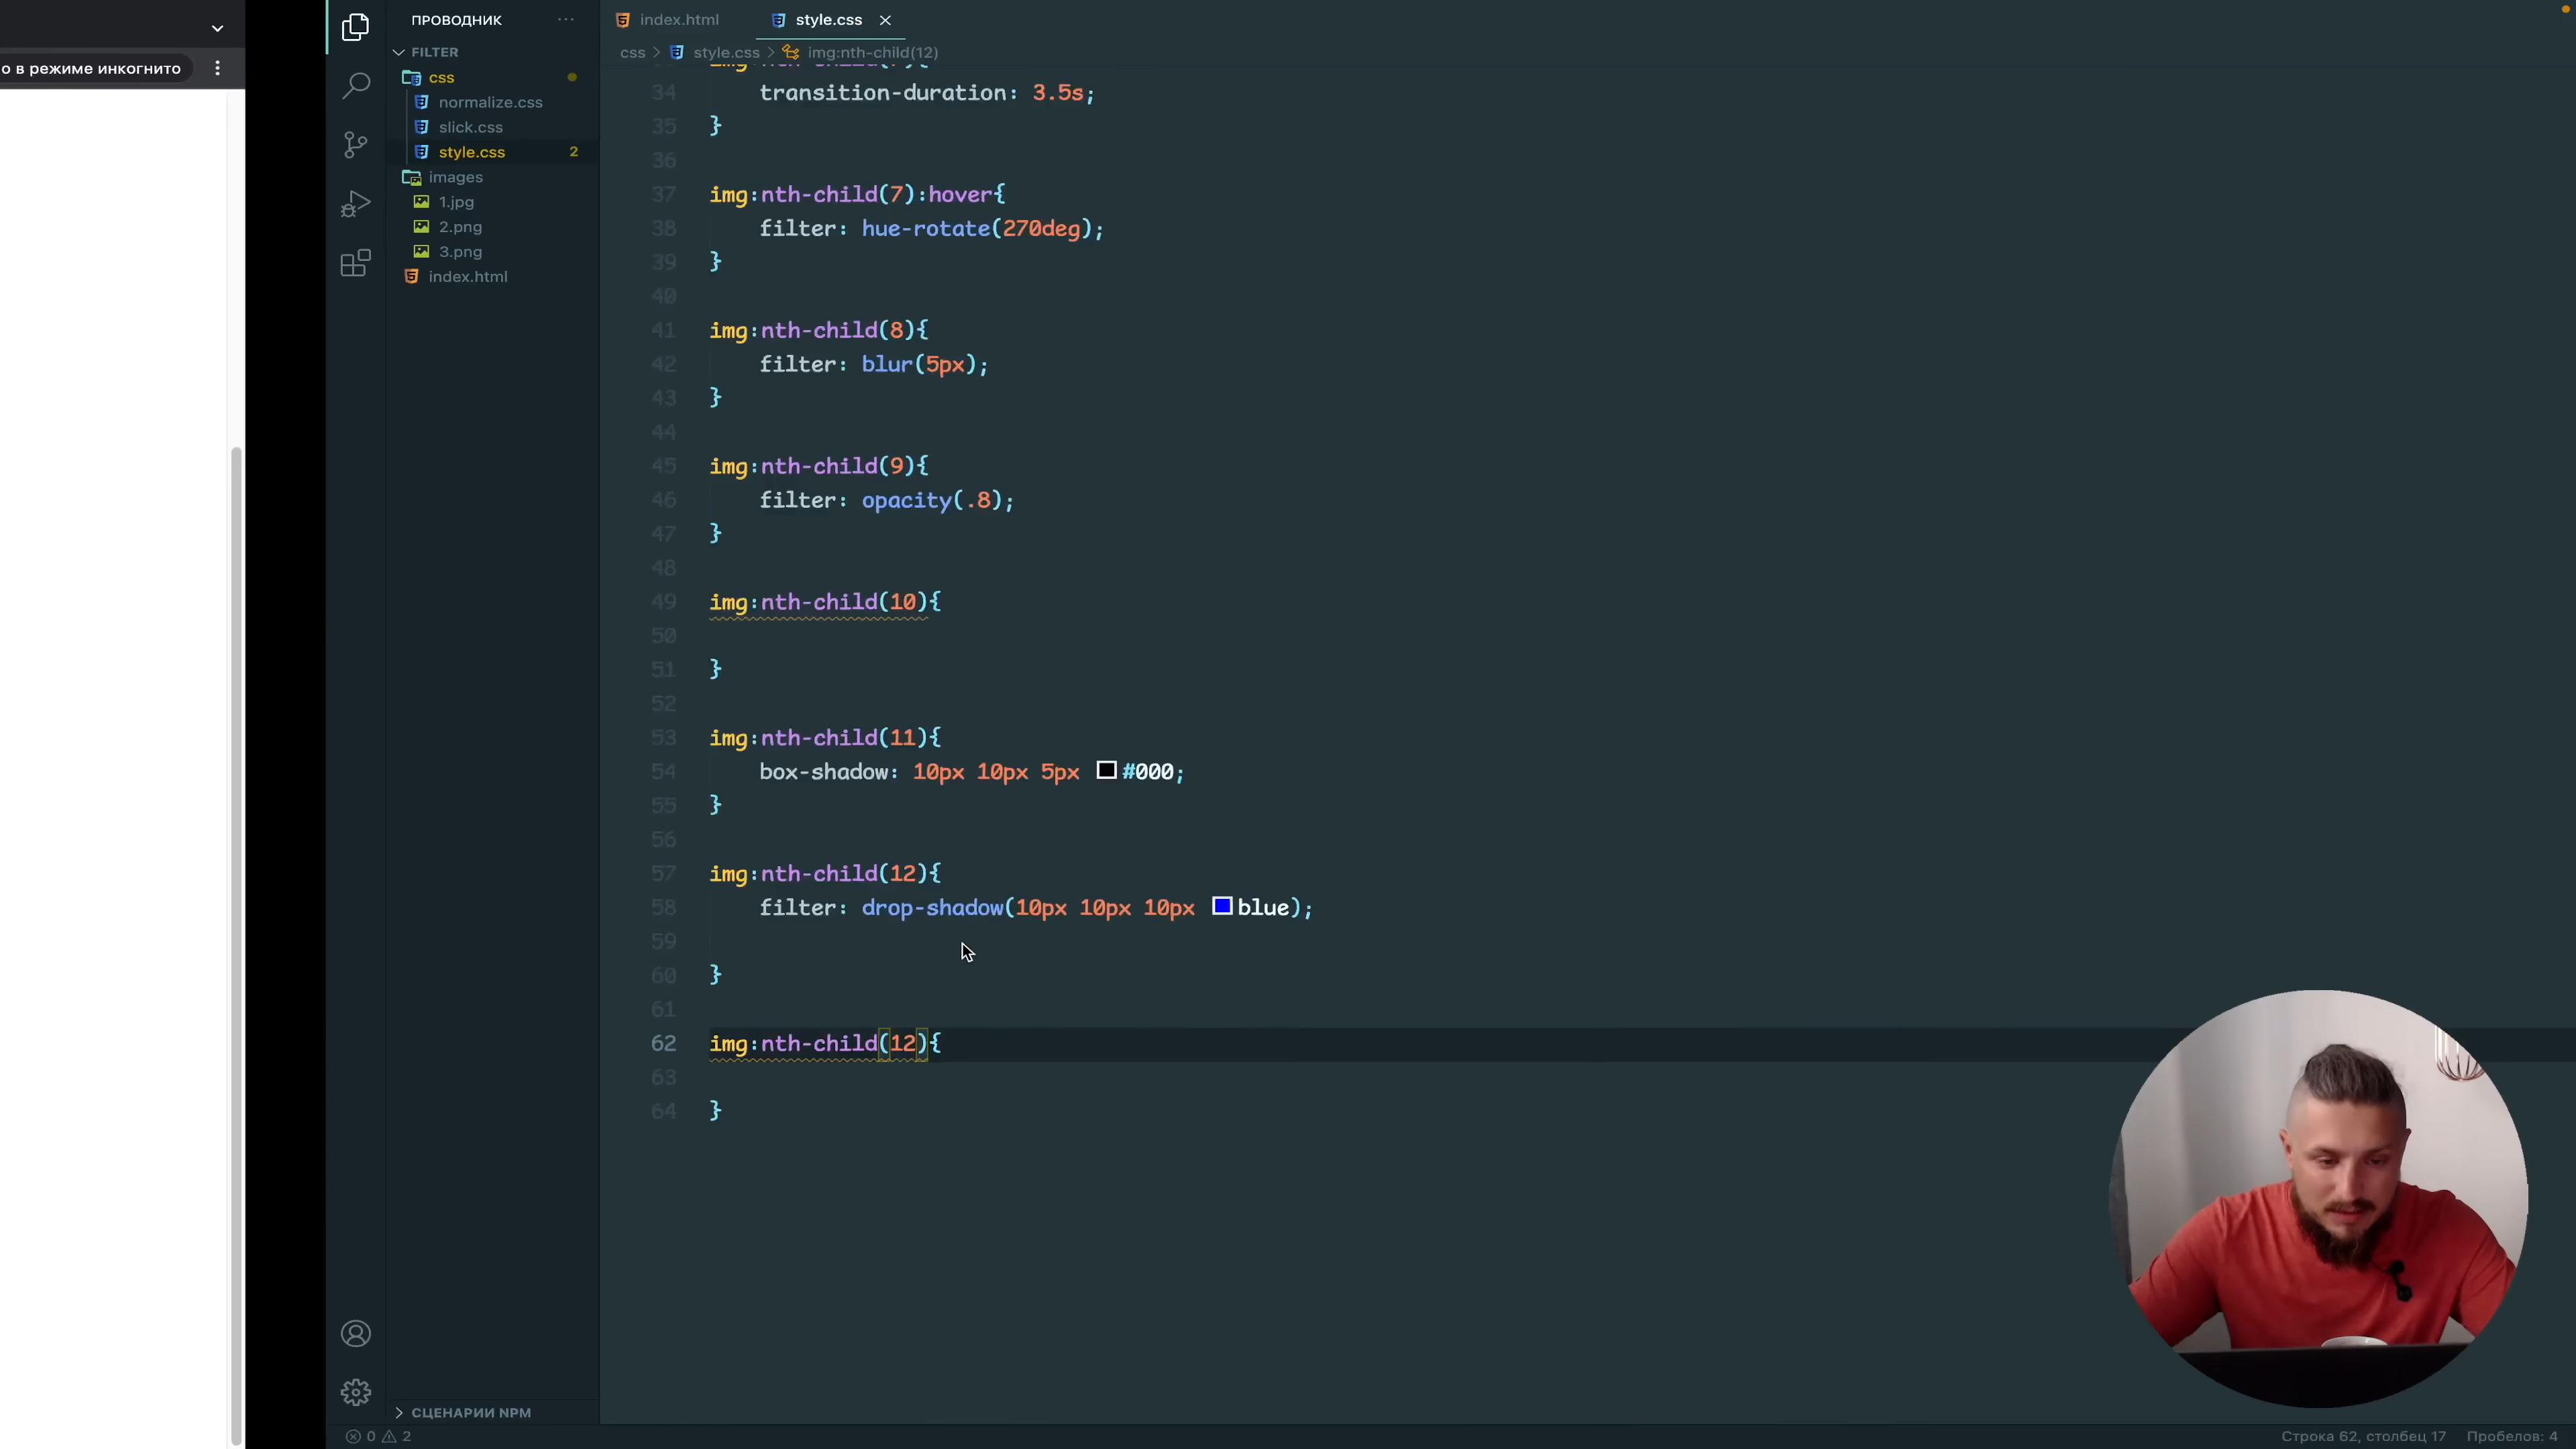 о в режиме инкогнито
ПРОВОДНИК
FILTER
css
normalize.css
slick.css
style.css 2
images
1.jpg
2.png
3.png
index.html
СЦЕНАРИИ NPM
0 2
index.html
style.css
css > style.css > img:nth-child(12)
34 transition-duration: 3.5s;
35 }
36
37 img:nth-child(7):hover{
38 filter: hue-rotate(270deg);
39 }
40
41 img:nth-child(8){
42 filter: blur(5px);
43 }
44
45 img:nth-child(9){
46 filter: opacity(.8);
47 }
48
49 img:nth-child(10){
50
51 }
52
53 img:nth-child(11){
54 box-shadow: 10px 10px 5px #000;
55 }
56
57 img:nth-child(12){
58 filter: drop-shadow(10px 10px 10px blue);
59
60 }
61
62 img:nth-child(12){
63
64 }
Строка 62, столбец 17 Пробелов: 4